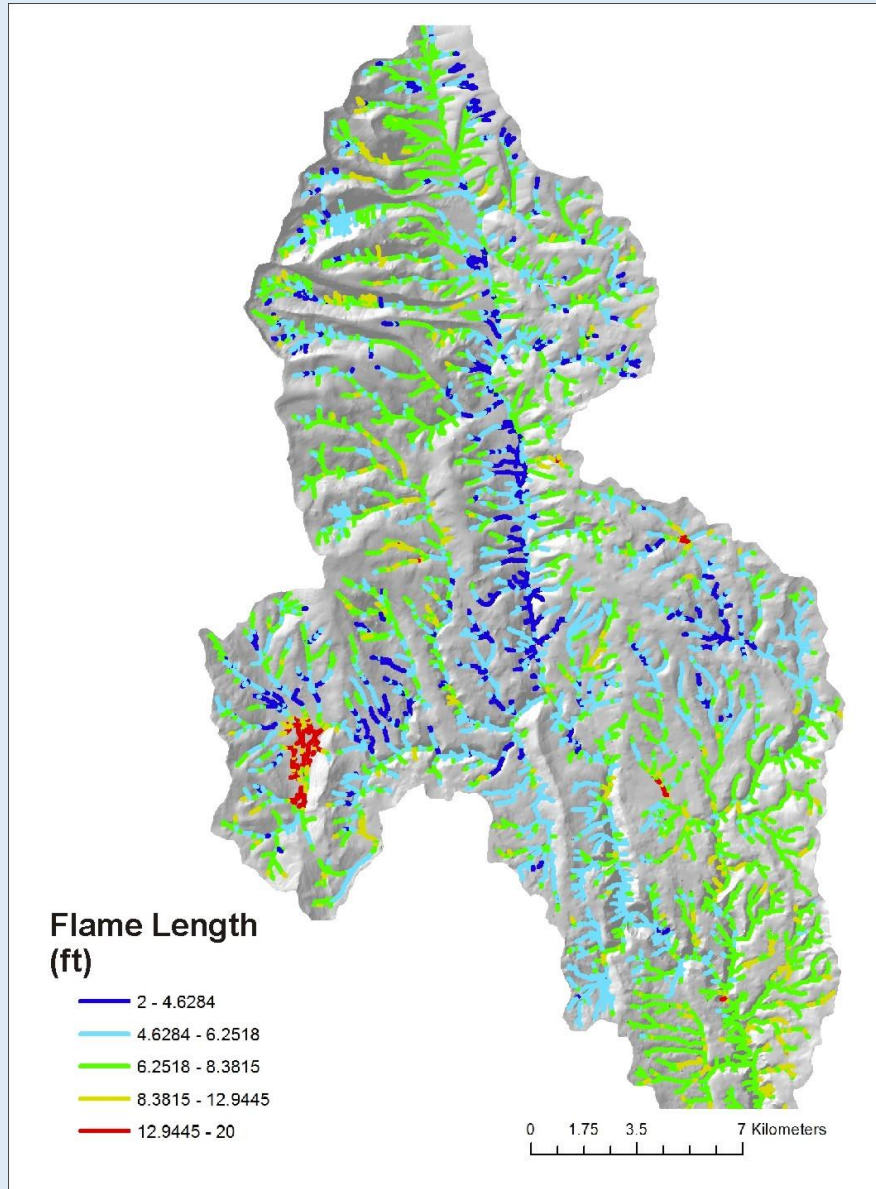 Flame Length
(ft)
2 - 4.6284
4.6284 - 6.2518
6.2518 - 8.3815
8.3815 - 12.9445
12.9445 - 20
0 1.75 3.5 7 Kilometers